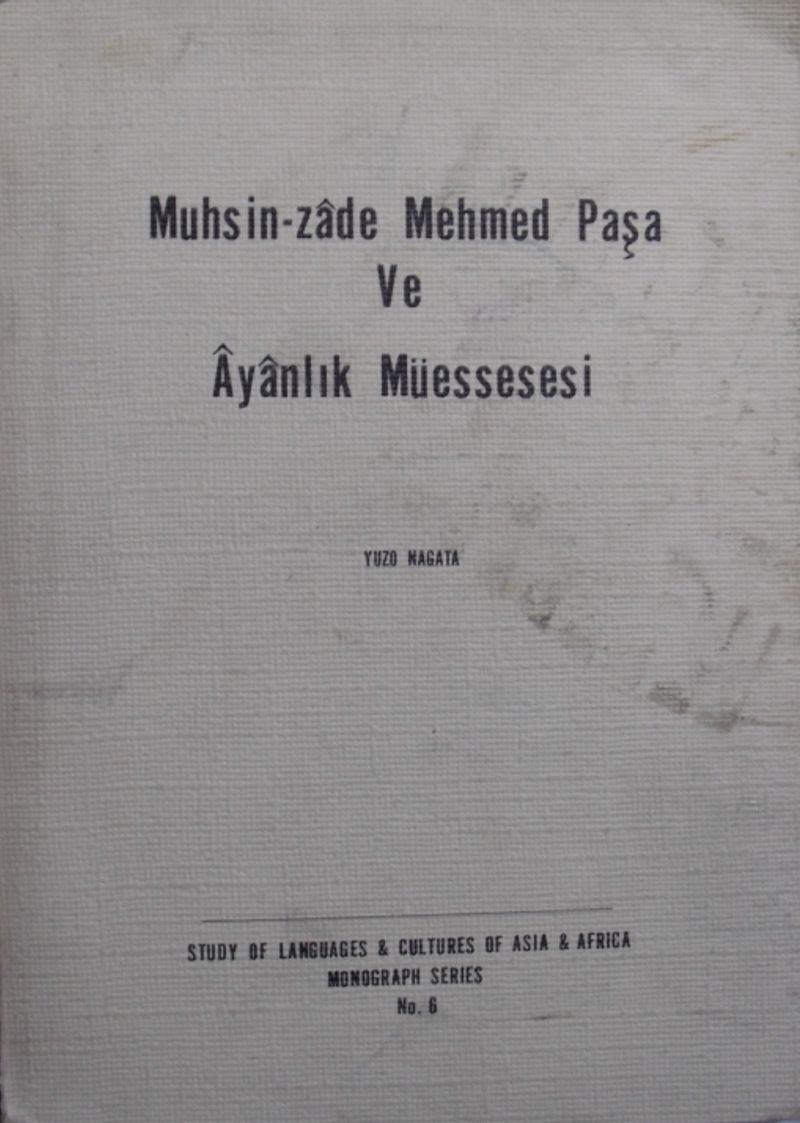 Muhsin-zâde Mehmed Paşa
Ve
Âyânlık Müessesesi
YUZO NAGATA
STUDY OF LANGUAGES & CULTURES OF ASIA & AFRICA
MONOGRAPH SERIES
No. 6